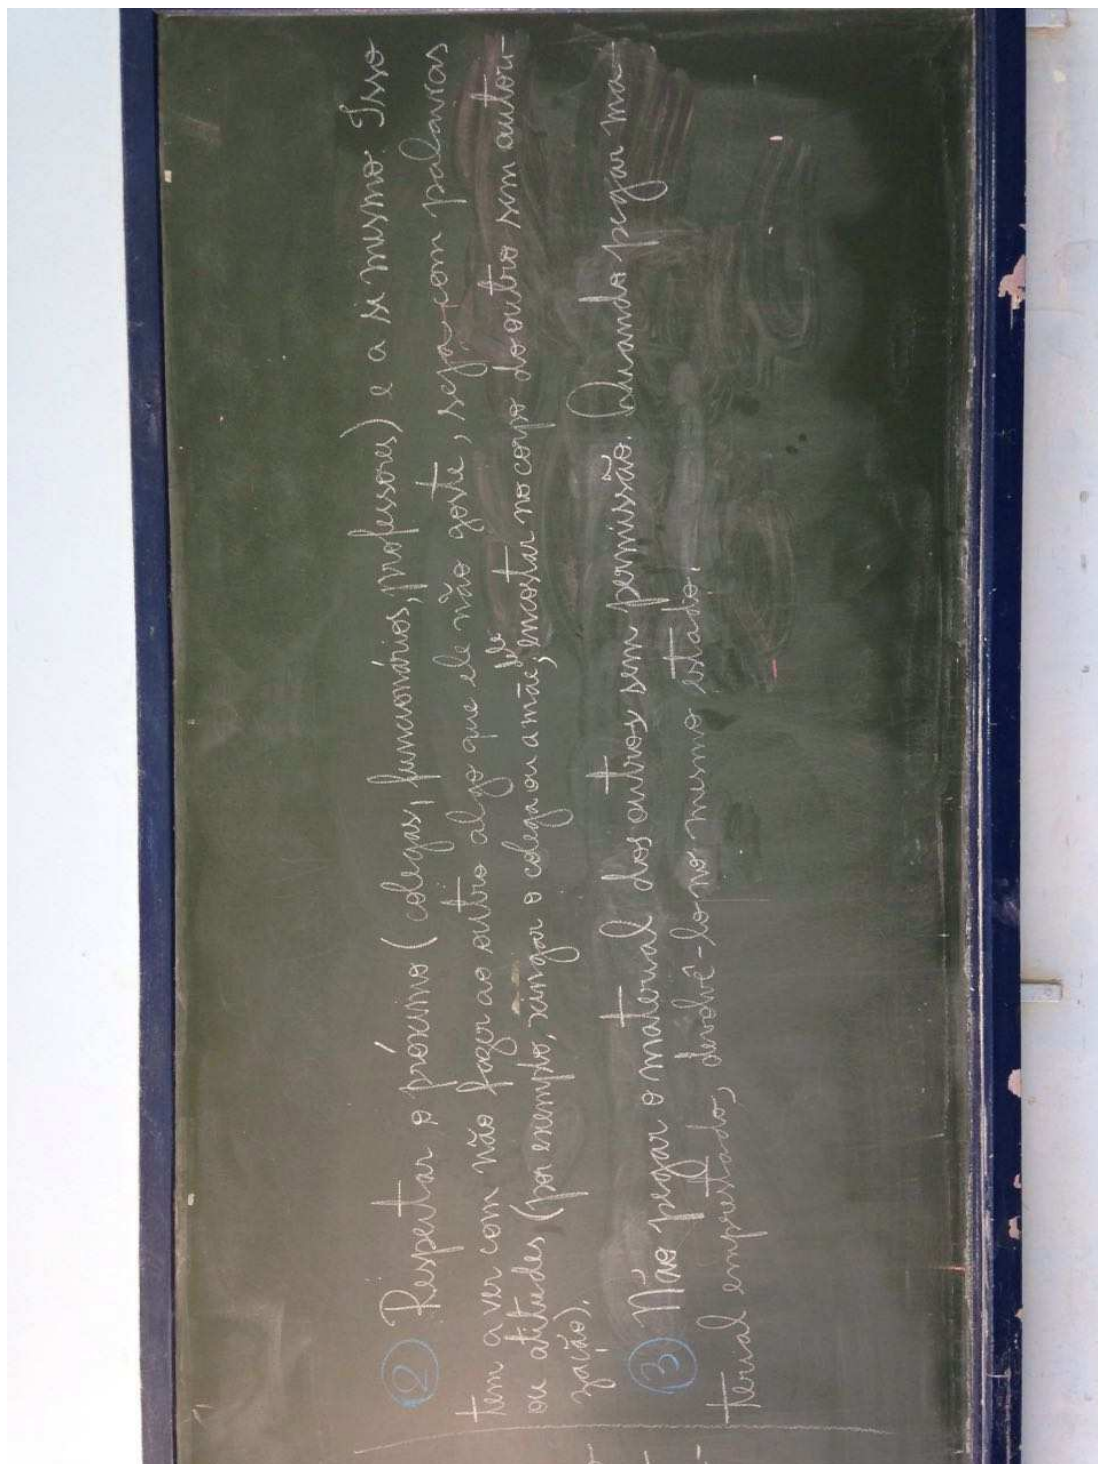 ② Respeitar o próximo (colegas, funcionários, professores) e a si mesmo. Isso
tem a ver com não fazer ao outro algo que ele não goste, seja com palavras
ou atitudes (por exemplo, xingar o colega ou a mãe dele, encostar no corpo do outro sem autori-
zação).
③ Não pegar o material dos outros sem permissão. Quando pegar ma-
terial emprestado, devolvê-lo no mesmo estado.